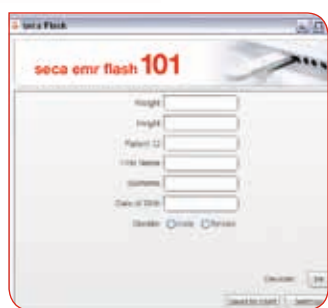 seca Flash
seca emr flash 101
Weight
Height
Patient ID
First Name
Surname
Date of Birth
Gender Male Female